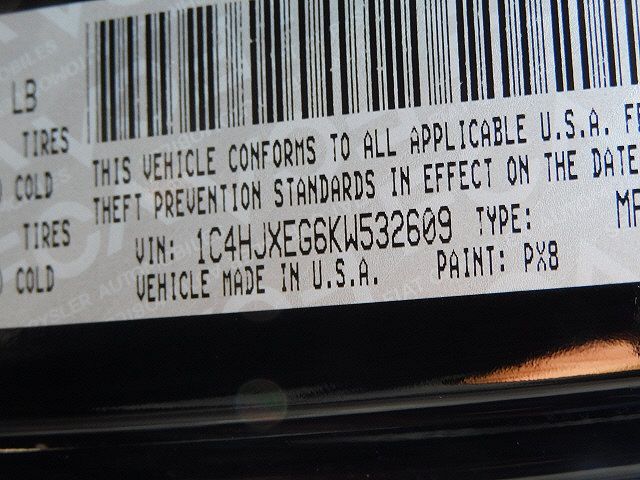 LB
TIRES
COLD
TIRES
COLD
THIS VEHICLE CONFORMS TO ALL APPLICABLE U.S.A. FE
THEFT PREVENTION STANDARDS IN EFFECT ON THE DATE
VIN: 1C4HJXEG6KW532609 TYPE: MP
VEHICLE MADE IN U.S.A. PAINT: PX8